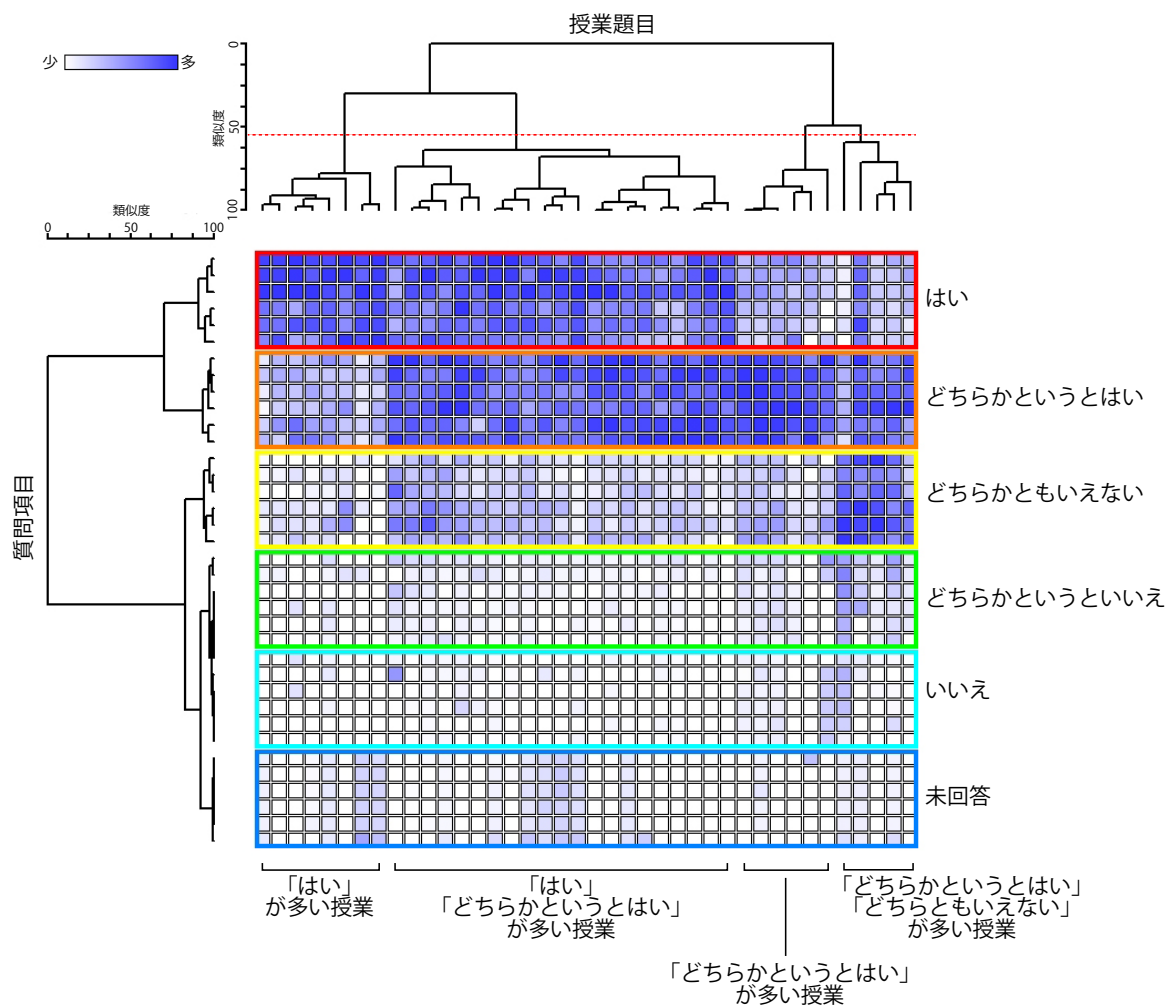 授業題目
少
多
0
50
100
類似度
類似度
0
50
100
質問項目
はい
どちらかというとはい
どちらかともいえない
どちらかというといいえ
いいえ
未回答
「はい」
が多い授業
「はい」
「どちらかというとはい」
が多い授業
「どちらかというとはい」
「どちらともいえない」
が多い授業
「どちらかというとはい」
が多い授業